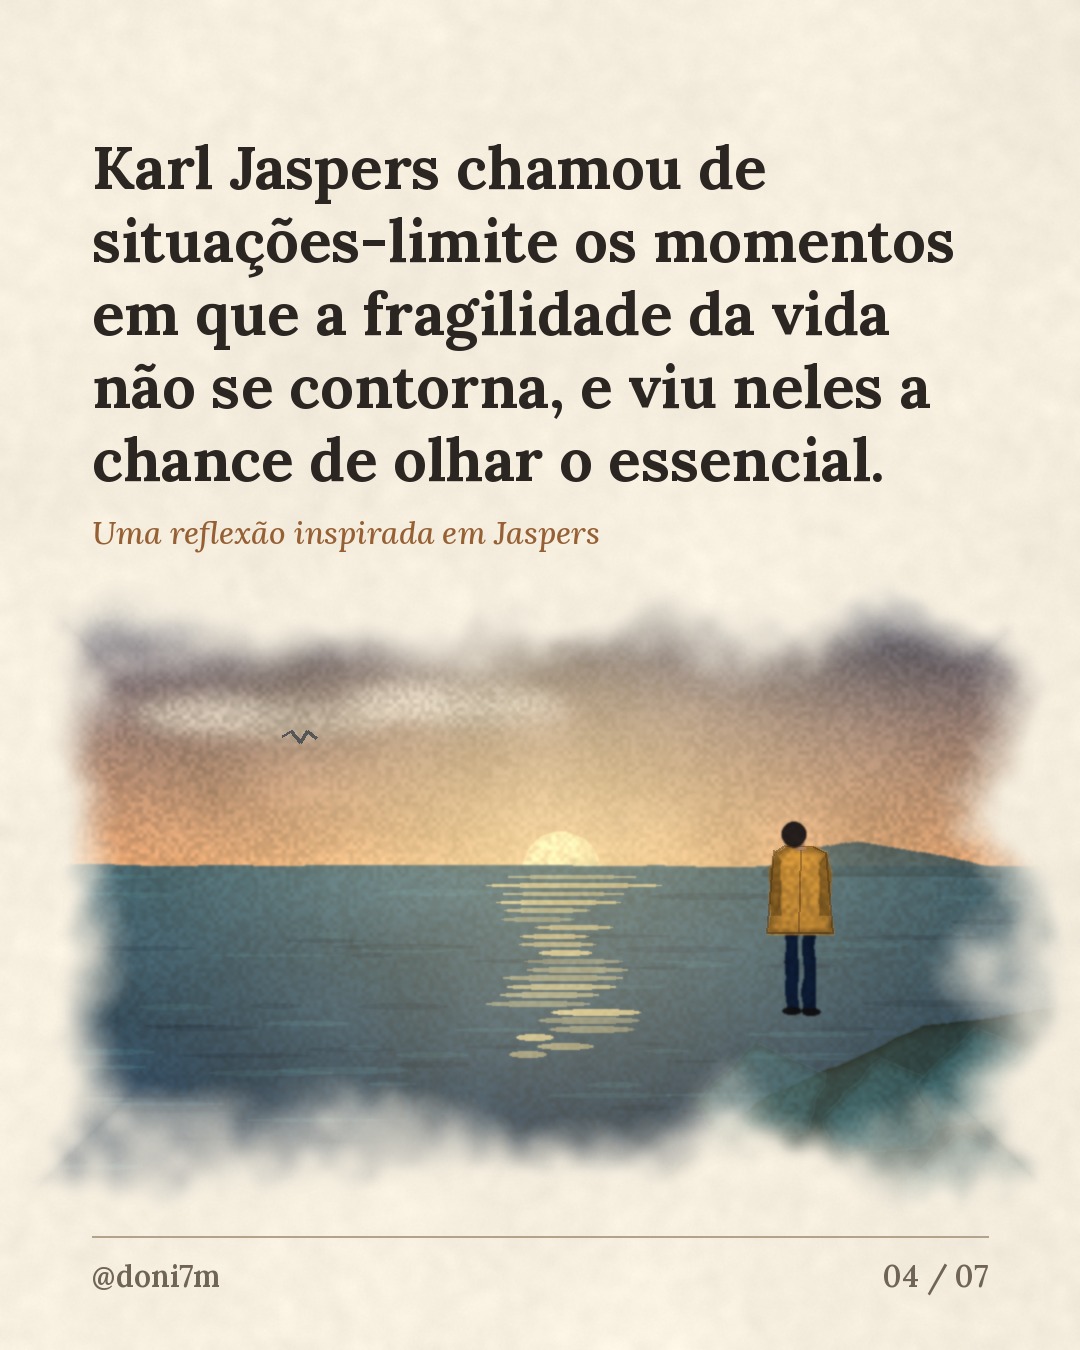 Karl Jaspers chamou de
situações-limite os momentos
em que a fragilidade da vida
não se contorna, e viu neles a
chance de olhar o essencial.
Uma reflexão inspirada em Jaspers
@doni7m
04 / 07